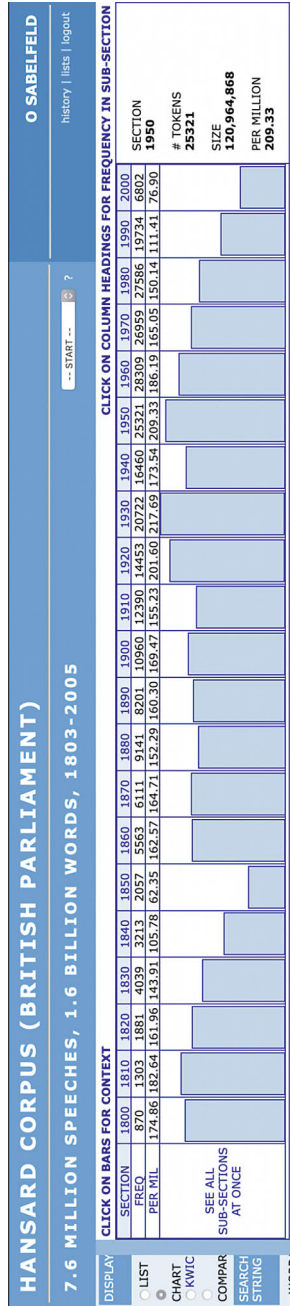 HANSARD CORPUS (BRITISH PARLIAMENT)
O SABELFELD
7.6 MILLION SPEECHES, 1.6 BILLION WORDS, 1803-2005
-- START --
?
history | lists | logout
DISPLAY
LIST
CHART
KWIC
COMPAR
SEARCH
STRING
CLICK ON BARS FOR CONTEXT
CLICK ON COLUMN HEADINGS FOR FREQUENCY IN SUB-SECTION
SECTION 1800 1810 1820 1830 1840 1850 1860 1870 1880 1890 1900 1910 1920 1930 1940 1950 1960 1970 1980 1990 2000
FREQ 870 1303 1881 4039 3213 2057 5563 6111 9141 8201 10960 12390 14453 20722 16460 25321 28309 26959 27586 19734 6802
PER MIL 174.86 182.64 161.96 143.91 105.78 62.35 162.57 164.71 152.29 160.30 169.47 155.23 201.60 217.69 173.54 209.33 186.19 165.05 150.14 111.41 76.90
SEE ALL
SUB-SECTIONS
AT ONCE
SECTION
1950
# TOKENS
25321
SIZE
120,964,868
PER MILLION
209.33